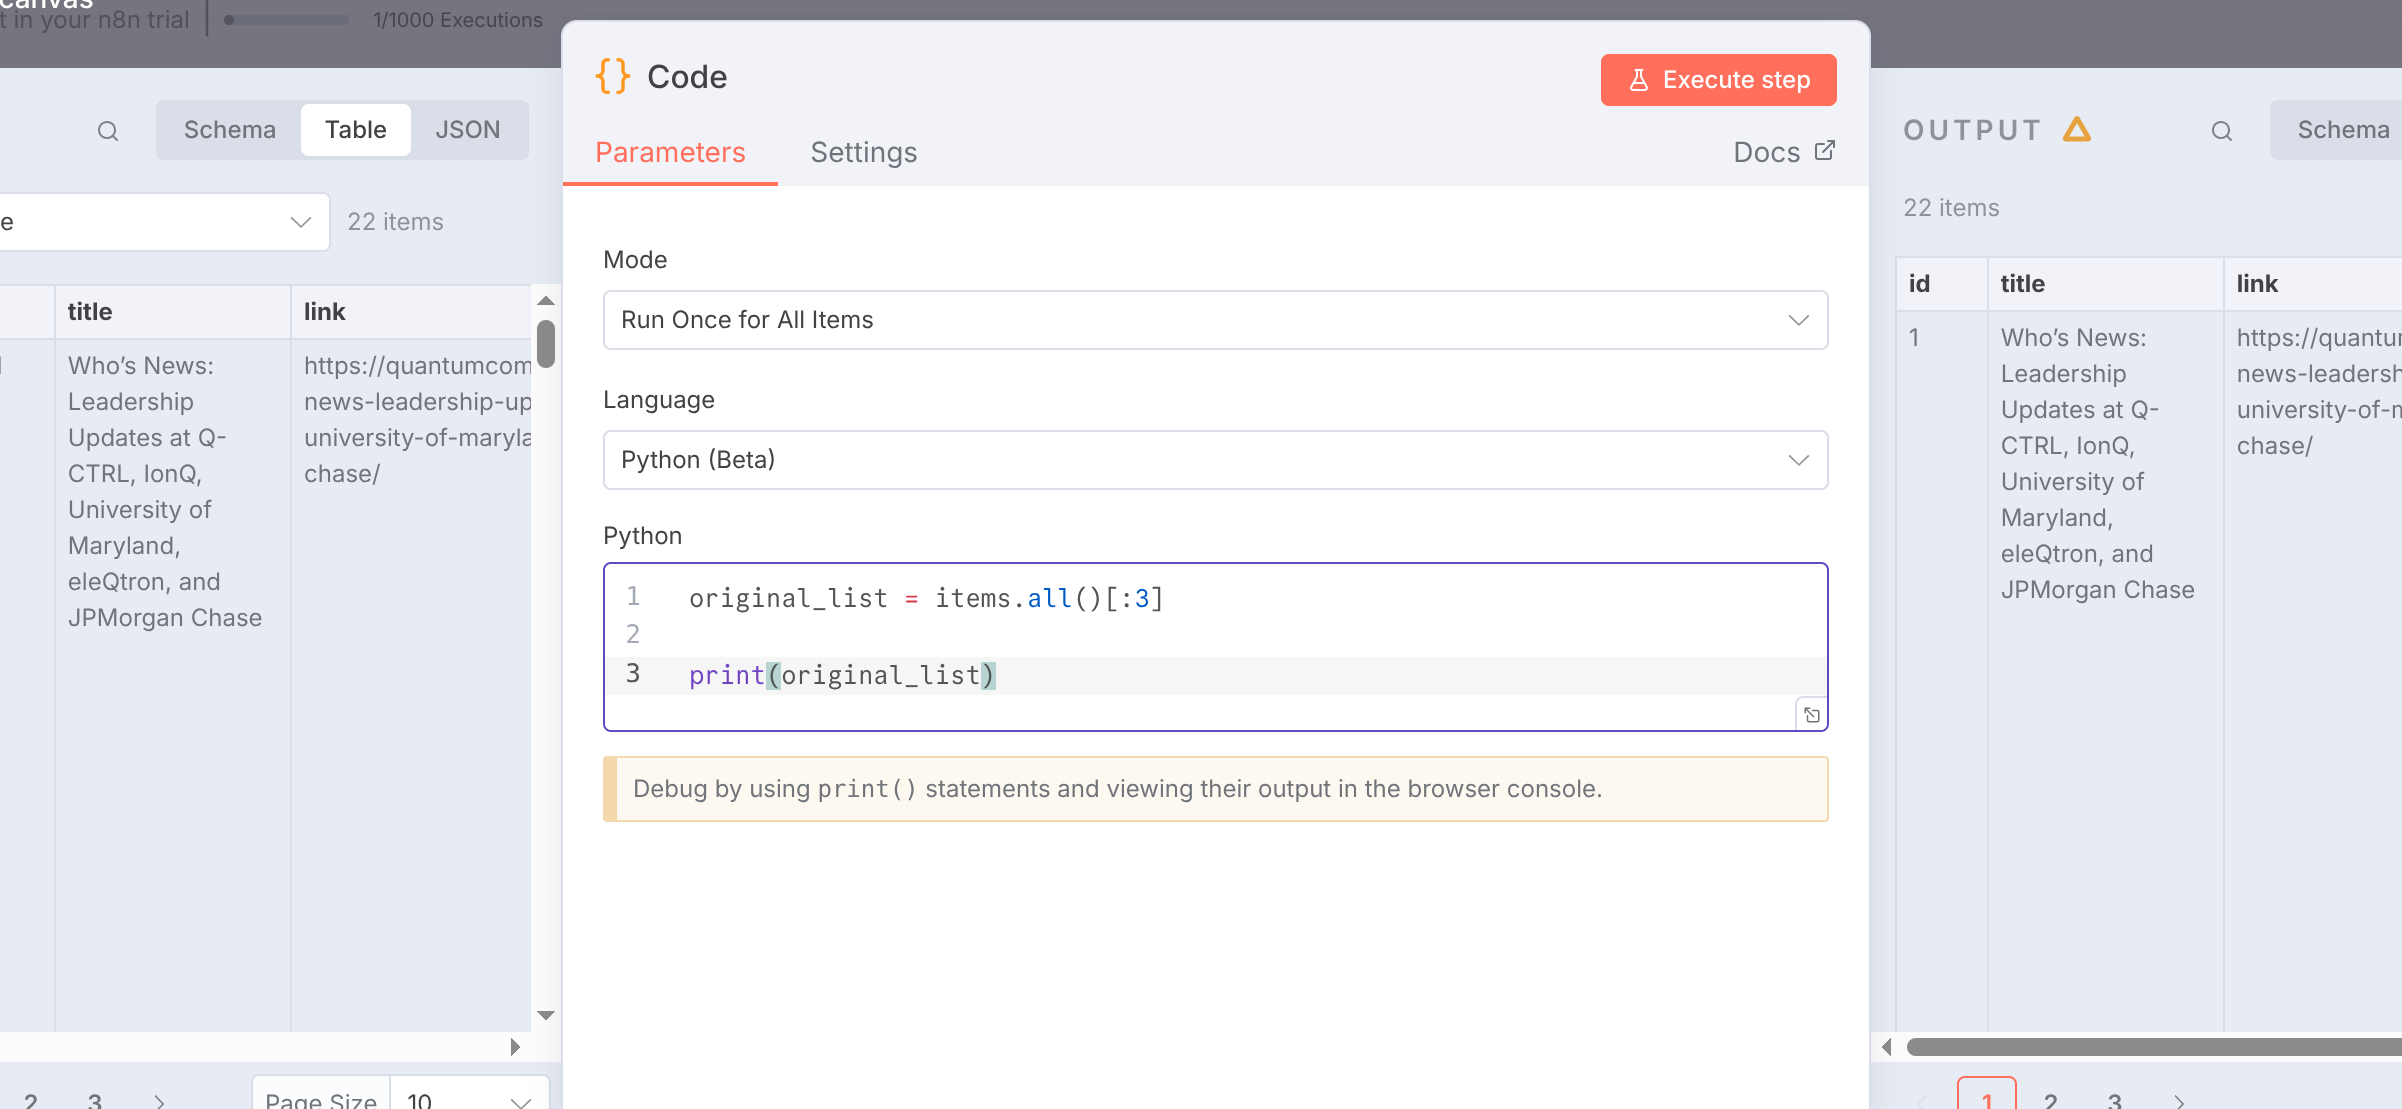 canvas
t in your n8n trial
1/1000 Executions
Schema
Table
JSON
e
22 items
title
link
Who’s News:
Leadership
Updates at Q-
CTRL, IonQ,
University of
Maryland,
eleQtron, and
JPMorgan Chase
https://quantumcom
news-leadership-up
university-of-maryla
chase/
2
3
Page Size
10
{} Code
Execute step
Parameters
Settings
Docs
Mode
Run Once for All Items
Language
Python (Beta)
Python
1 original_list = items.all()[:3]
2
3 print(original_list)
Debug by using print() statements and viewing their output in the browser console.
OUTPUT
Schema
22 items
id
title
link
1
Who’s News:
Leadership
Updates at Q-
CTRL, IonQ,
University of
Maryland,
eleQtron, and
JPMorgan Chase
https://quantu
news-leadersh
university-of-m
chase/
1
2
3